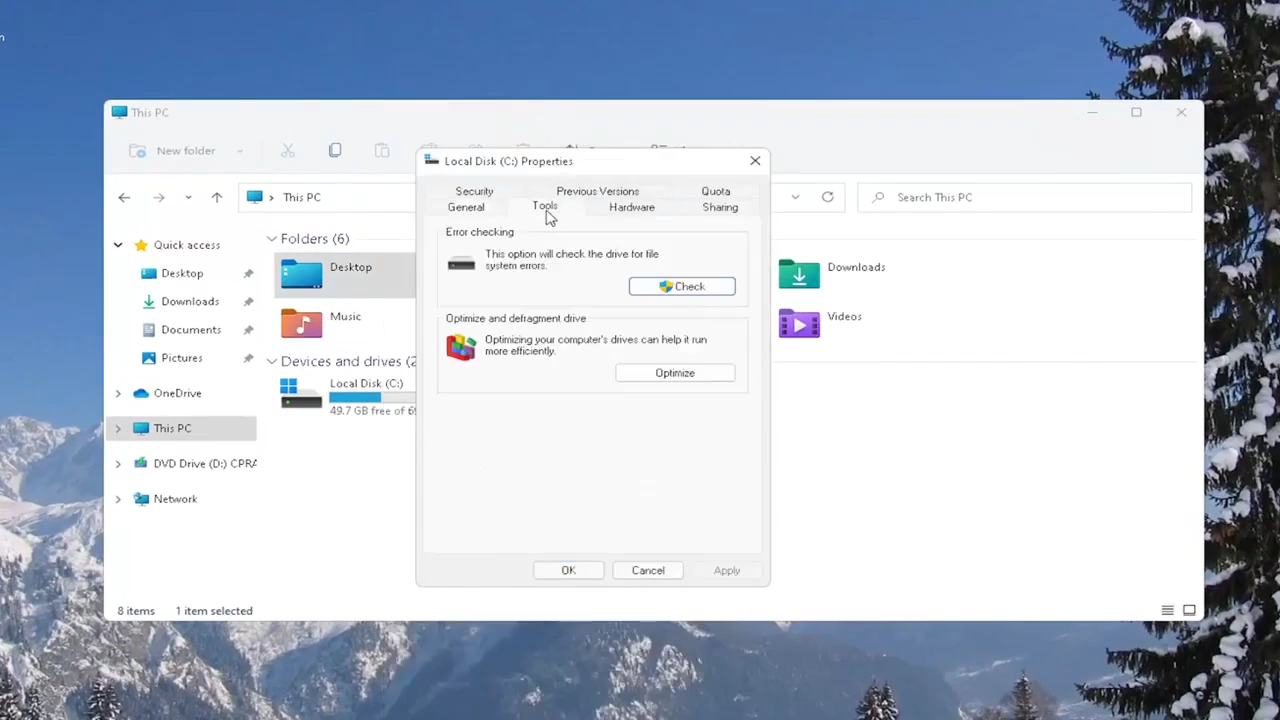 n
This PC
New folder
Local Disk (C:) Properties
This PC
Search This PC
Security
Previous Versions
Quota
General
Tools
Hardware
Sharing
Quick access
Desktop
Downloads
Documents
Pictures
OneDrive
This PC
DVD Drive (D:) CPRA
Network
Folders (6)
Desktop
Music
Downloads
Videos
Devices and drives (2
Local Disk (C:)
49.7 GB free of
Error checking
This option will check the drive for file
system errors.
Check
Optimize and defragment drive
Optimizing your computer's drives can help it run
more efficiently.
Optimize
OK
Cancel
Apply
8 items
1 item selected